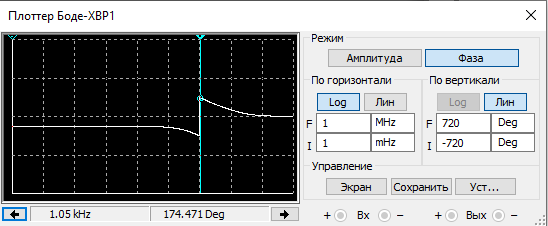 Плоттер Боде-XBP1
Режим
Амплитуда Фаза
По горизонтали По вертикали
Log Лин Log Лин
F 1 MHz F 720 Deg
I 1 mHz I -720 Deg
Управление
Экран Сохранить Уст...
1.05 kHz 174.471 Deg
+ Вх − + Вых −